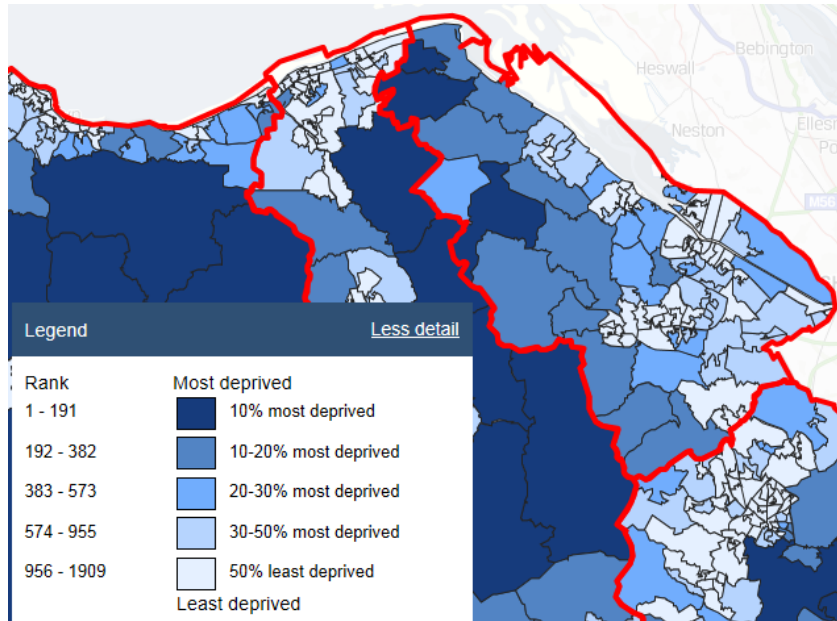 Bebington
Heswall
Neston
M56
Legend Less detail
Rank Most deprived
1 - 191 10% most deprived
192 - 382 10-20% most deprived
383 - 573 20-30% most deprived
574 - 955 30-50% most deprived
956 - 1909 50% least deprived
Least deprived